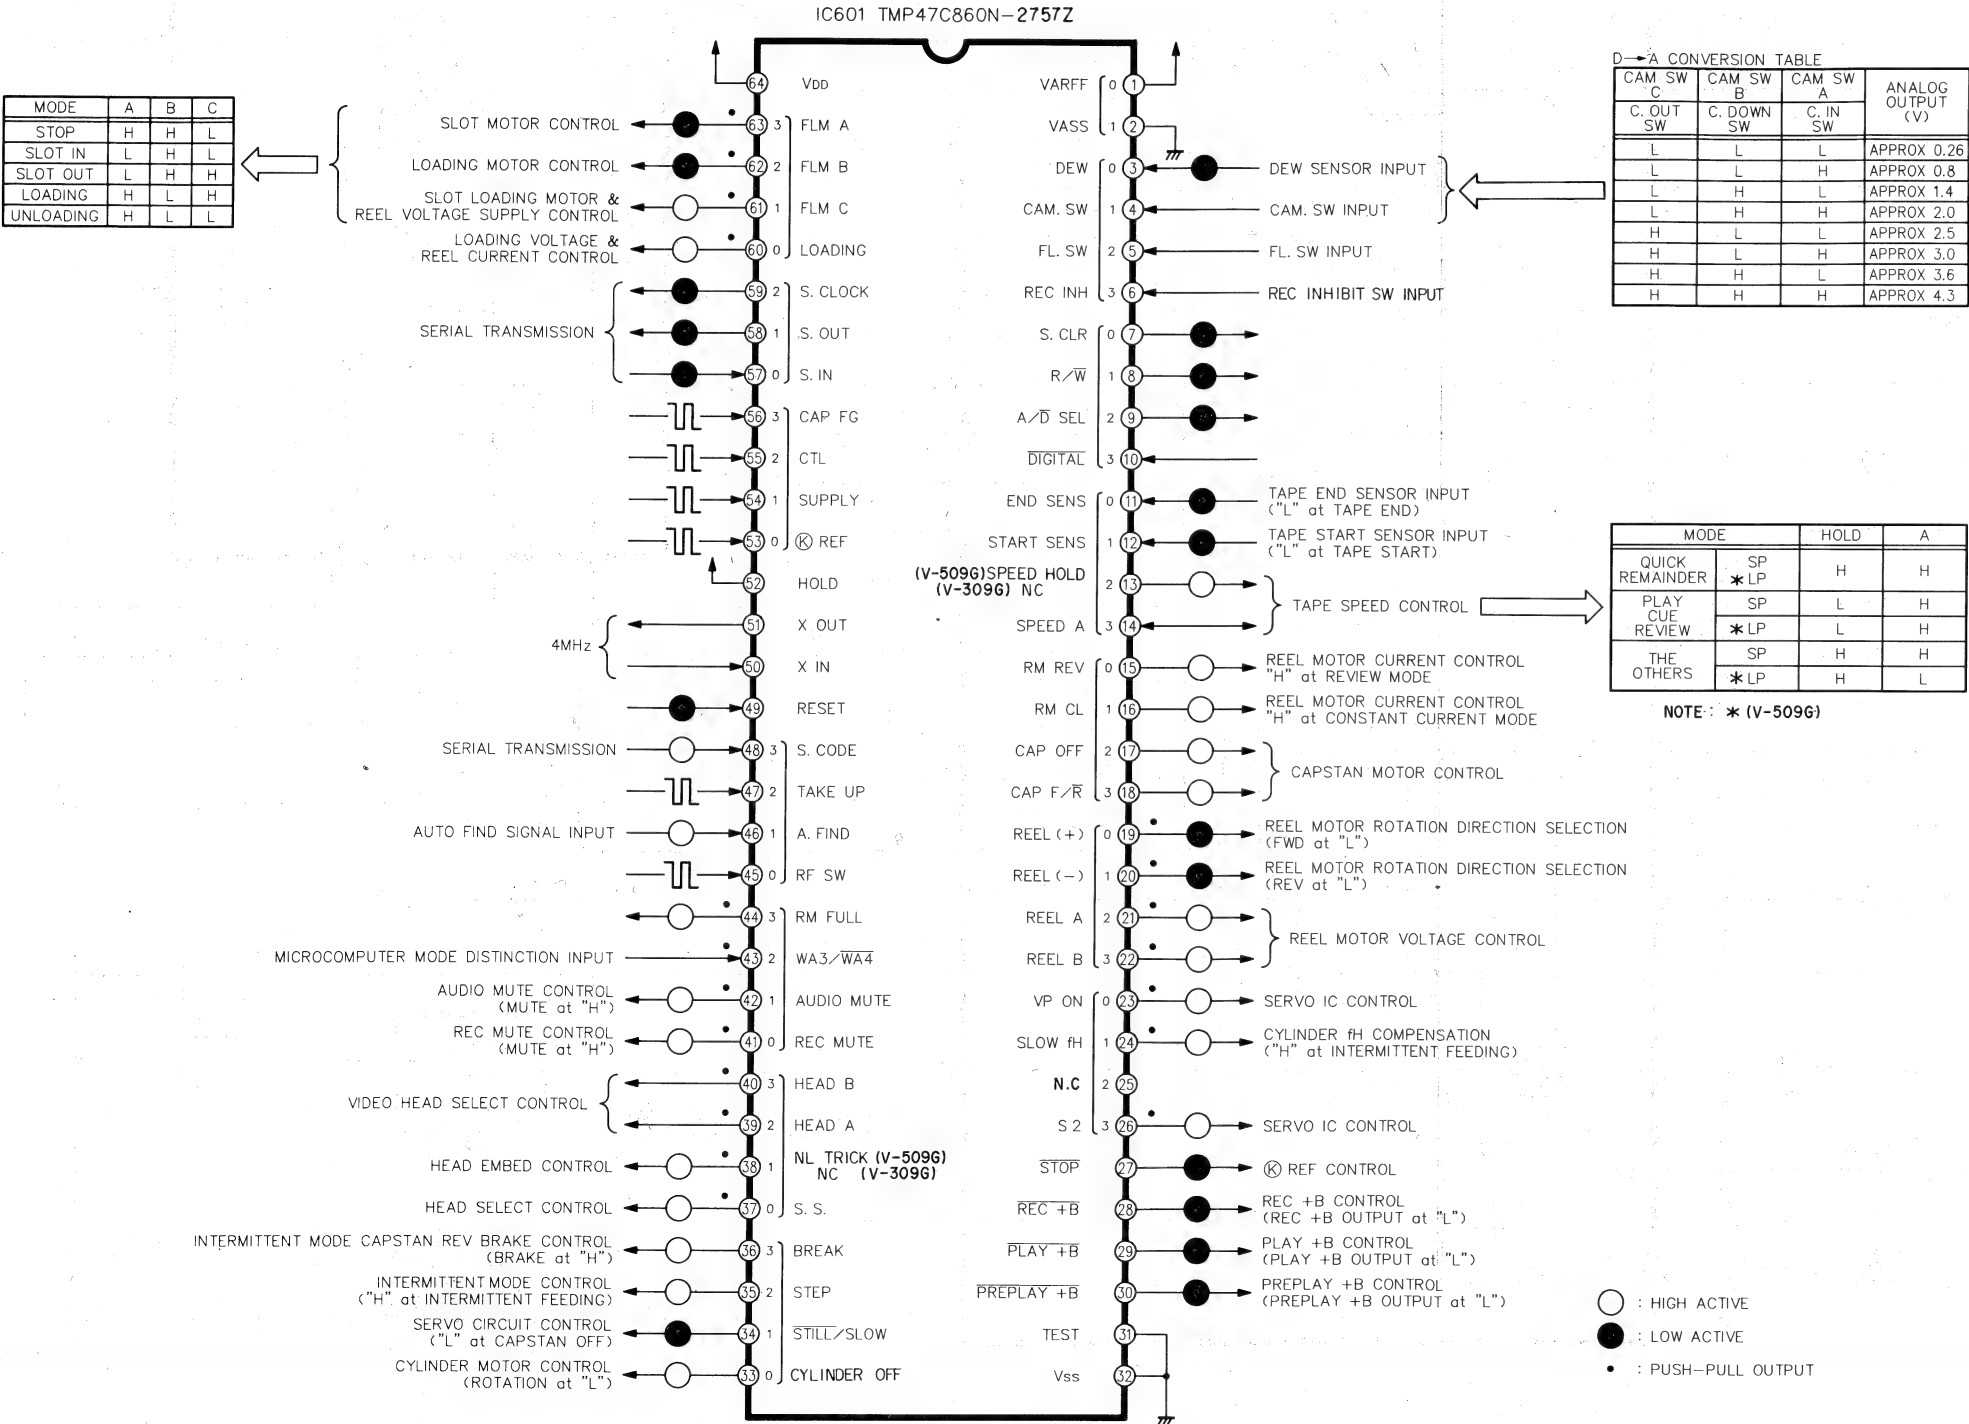 IC601 TMP47C860N-2757Z
MODE A B C
STOP H H L
SLOT IN L H L
SLOT OUT L H H
LOADING H L H
UNLOADING H L L
D→A CONVERSION TABLE
CAM SW C CAM SW B CAM SW A ANALOG OUTPUT (V)
C. OUT SW C. DOWN SW C. IN SW
L L L APPROX 0.26
L L H APPROX 0.8
L H L APPROX 1.4
L H H APPROX 2.0
H L L APPROX 2.5
H L H APPROX 3.0
H H L APPROX 3.6
H H H APPROX 4.3
64 VDD
SLOT MOTOR CONTROL 63 3 FLM A
LOADING MOTOR CONTROL 62 2 FLM B
SLOT LOADING MOTOR &
REEL VOLTAGE SUPPLY CONTROL 61 1 FLM C
LOADING VOLTAGE &
REEL CURRENT CONTROL 60 0 LOADING
59 2 S. CLOCK
SERIAL TRANSMISSION 58 1 S. OUT
57 0 S. IN
56 3 CAP FG
55 2 CTL
54 1 SUPPLY
53 0 Ⓚ REF
52 HOLD
51 X OUT
4MHz
50 X IN
49 RESET
SERIAL TRANSMISSION 48 3 S. CODE
47 2 TAKE UP
AUTO FIND SIGNAL INPUT 46 1 A. FIND
45 0 RF SW
44 3 RM FULL
MICROCOMPUTER MODE DISTINCTION INPUT 43 2 WA3/W̅A̅4̅
AUDIO MUTE CONTROL
(MUTE at "H") 42 1 AUDIO MUTE
REC MUTE CONTROL
(MUTE at "H") 41 0 REC MUTE
40 3 HEAD B
VIDEO HEAD SELECT CONTROL
39 2 HEAD A
HEAD EMBED CONTROL 38 1 NL TRICK (V-509G)
NC (V-309G)
HEAD SELECT CONTROL 37 0 S. S.
INTERMITTENT MODE CAPSTAN REV BRAKE CONTROL
(BRAKE at "H") 36 3 BREAK
INTERMITTENT MODE CONTROL
("H" at INTERMITTENT FEEDING) 35 2 STEP
SERVO CIRCUIT CONTROL
("L" at CAPSTAN OFF) 34 1 S̅T̅I̅L̅L̅/SLOW
CYLINDER MOTOR CONTROL
(ROTATION at "L") 33 0 CYLINDER OFF
VARFF 0 1
VASS 1 2
DEW 0 3 DEW SENSOR INPUT
CAM. SW 1 4 CAM. SW INPUT
FL. SW 2 5 FL. SW INPUT
REC INH 3 6 REC INHIBIT SW INPUT
S. CLR 0 7
R/W̅ 1 8
A/D̅ SEL 2 9
D̅I̅G̅I̅T̅A̅L̅ 3 10
END SENS 0 11 TAPE END SENSOR INPUT
("L" at TAPE END)
START SENS 1 12 TAPE START SENSOR INPUT
("L" at TAPE START)
(V-509G)SPEED HOLD
(V-309G) NC 2 13
TAPE SPEED CONTROL
SPEED A 3 14
RM REV 0 15 REEL MOTOR CURRENT CONTROL
"H" at REVIEW MODE
RM CL 1 16 REEL MOTOR CURRENT CONTROL
"H" at CONSTANT CURRENT MODE
CAP OFF 2 17
CAPSTAN MOTOR CONTROL
CAP F/R̅ 3 18
REEL (+) 0 19 REEL MOTOR ROTATION DIRECTION SELECTION
(FWD at "L")
REEL (−) 1 20 REEL MOTOR ROTATION DIRECTION SELECTION
(REV at "L")
REEL A 2 21
REEL MOTOR VOLTAGE CONTROL
REEL B 3 22
VP ON 0 23 SERVO IC CONTROL
SLOW fH 1 24 CYLINDER fH COMPENSATION
("H" at INTERMITTENT FEEDING)
N.C 2 25
S 2 3 26 SERVO IC CONTROL
S̅T̅O̅P̅ 27 Ⓚ REF CONTROL
R̅E̅C̅ ̅+̅B̅ 28 REC +B CONTROL
(REC +B OUTPUT at "L")
P̅L̅A̅Y̅ ̅+̅B̅ 29 PLAY +B CONTROL
(PLAY +B OUTPUT at "L")
P̅R̅E̅P̅L̅A̅Y̅ ̅+̅B̅ 30 PREPLAY +B CONTROL
(PREPLAY +B OUTPUT at "L")
TEST 31
Vss 32
MODE HOLD A
QUICK REMAINDER SP H H
* LP
PLAY CUE REVIEW SP L H
* LP L H
THE OTHERS SP H H
* LP H L
NOTE: * (V-509G)
○ : HIGH ACTIVE
● : LOW ACTIVE
• : PUSH-PULL OUTPUT